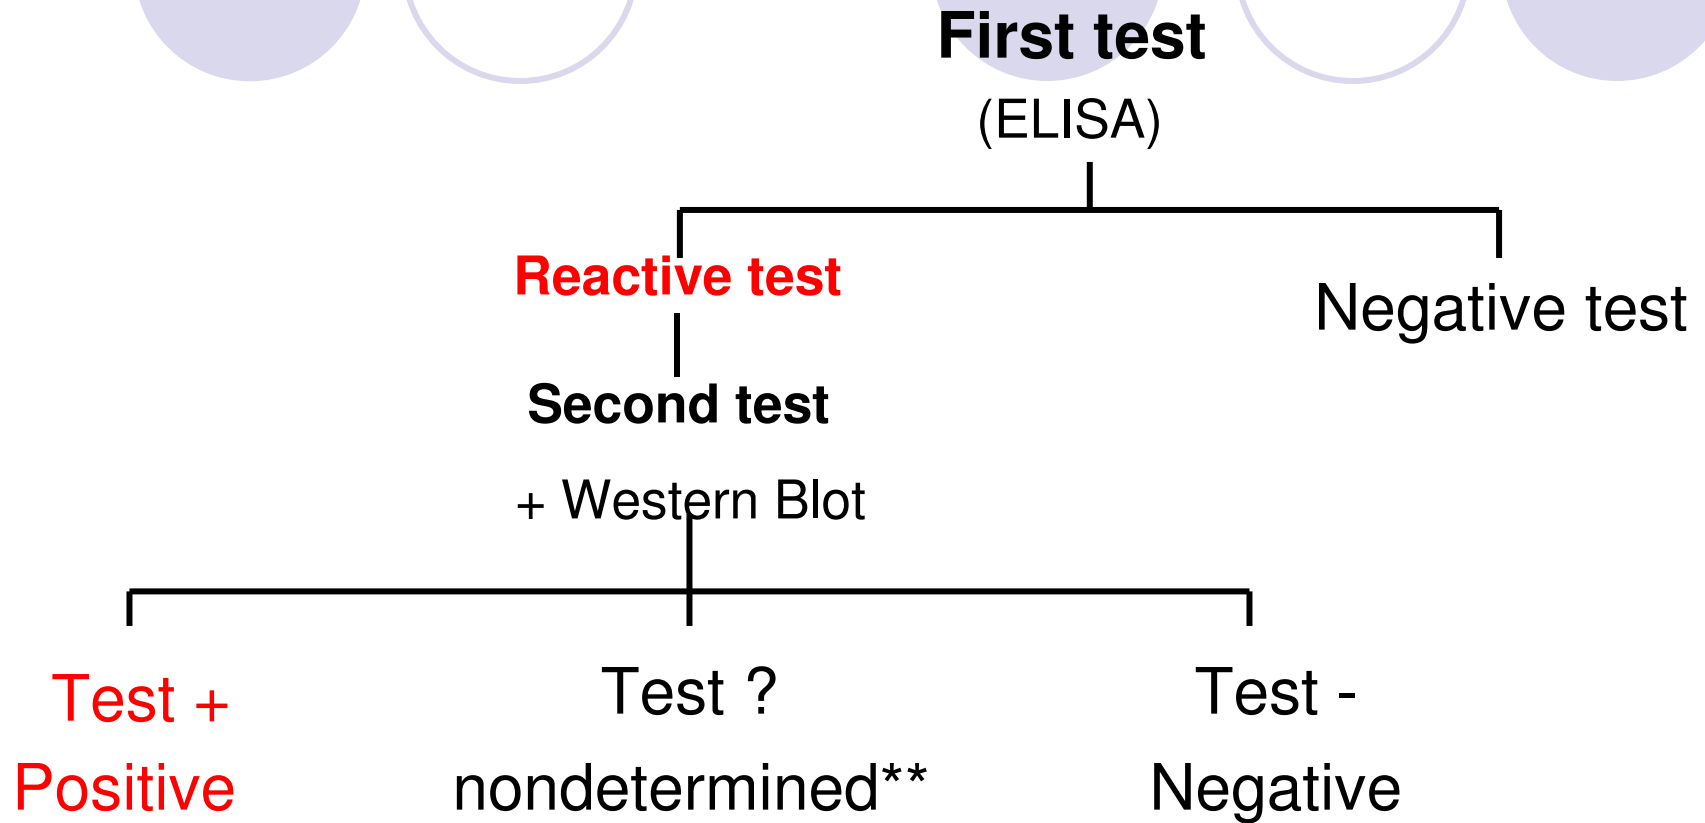 First test
(ELISA)
Reactive test
Negative test
Second test
+ Western Blot
Test +
Positive
Test ?
nondetermined**
Test -
Negative